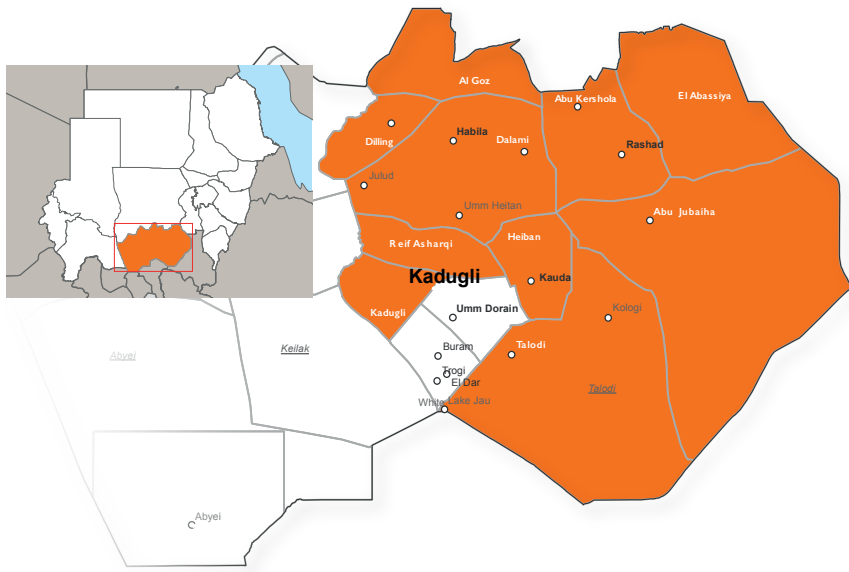 Al Goz
Abu Kershola
El Abassiya
Dilling
Habila
Dalami
Rashad
Julud
Umm Heitan
Abu Jubaiha
Reif Asharqi
Heiban
Kadugli
Kauda
Kadugli
Umm Dorain
Kologi
Buram
Talodi
Keilak
Abyei
Trogi
El Dar
Talodi
White Lake Jau
Abyei